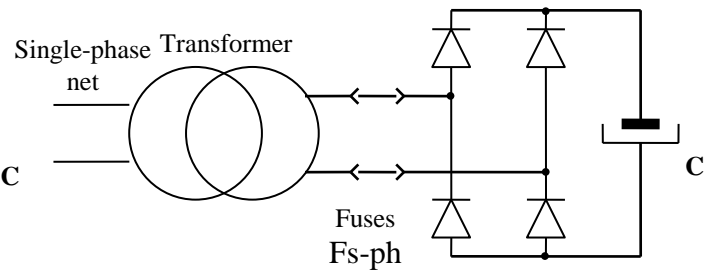 Single-phase
net
Transformer
C
C
Fuses
Fs-ph